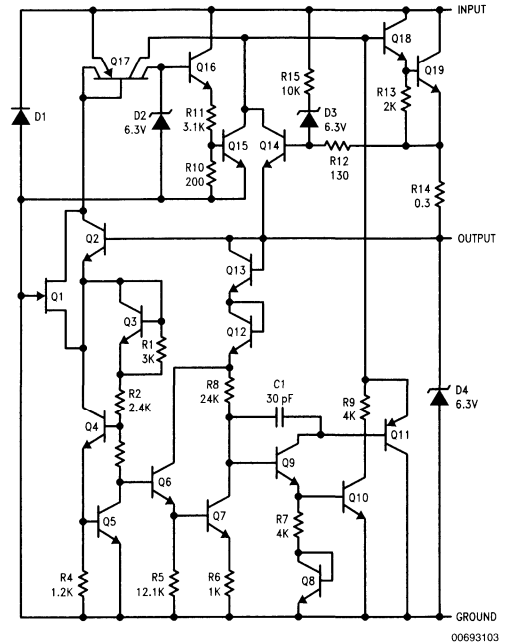 INPUT
Q17
Q18
Q16
Q19
R15
10K
D2
6.3V
D3
6.3V
R13
2K
D1
R11
3.1K
Q15
Q14
R10
200
R12
130
R14
0.3
Q2
OUTPUT
Q13
Q1
Q3
Q12
R1
3K
R2
2.4K
R8
24K
C1
30 pF
R9
4K
D4
6.3V
Q4
Q11
Q9
Q6
Q10
Q5
Q7
R7
4K
R4
1.2K
R5
12.1K
R6
1K
Q8
GROUND
00693103